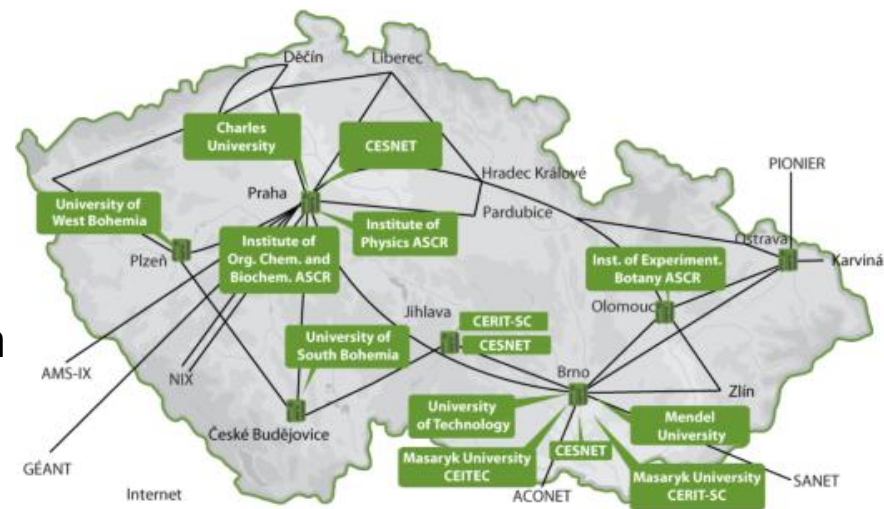 Děčín
Liberec
Charles
University
CESNET
Hradec Králové
PIONIER
Praha
University of
West Bohemia
Pardubice
Institute of
Physics ASCR
Institute of
Org. Chem. and
Biochem. ASCR
Plzeň
Ostrava
Karviná
Inst. of Experiment.
Botany ASCR
Olomouc
Jihlava
CERIT-SC
CESNET
University of
South Bohemia
AMS-IX
NIX
Brno
Zlín
University
of Technology
Mendel
University
České Budějovice
CESNET
Masaryk University
CEITEC
GÉANT
Masaryk University
CERIT-SC
SANET
Internet
ACONET